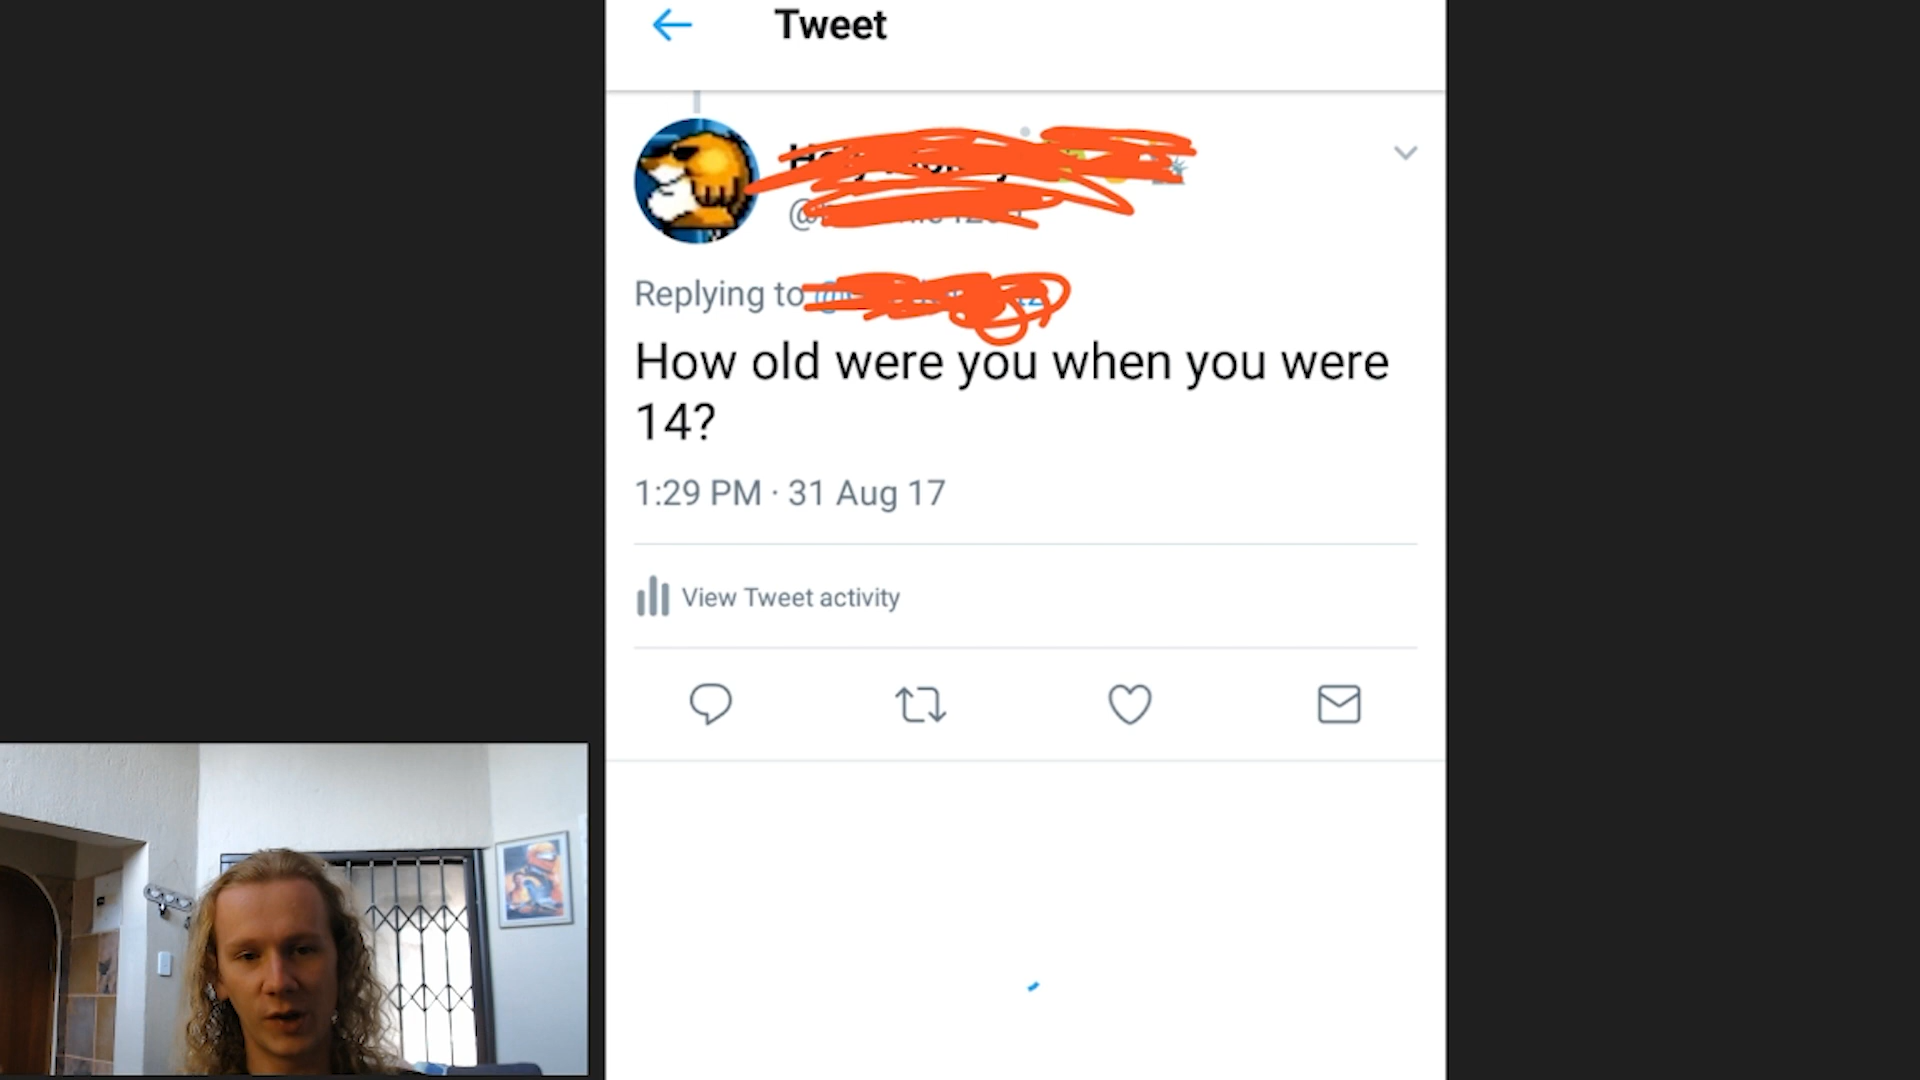 Tweet
Replying to
How old were you when you were
14?
1:29 PM · 31 Aug 17
View Tweet activity